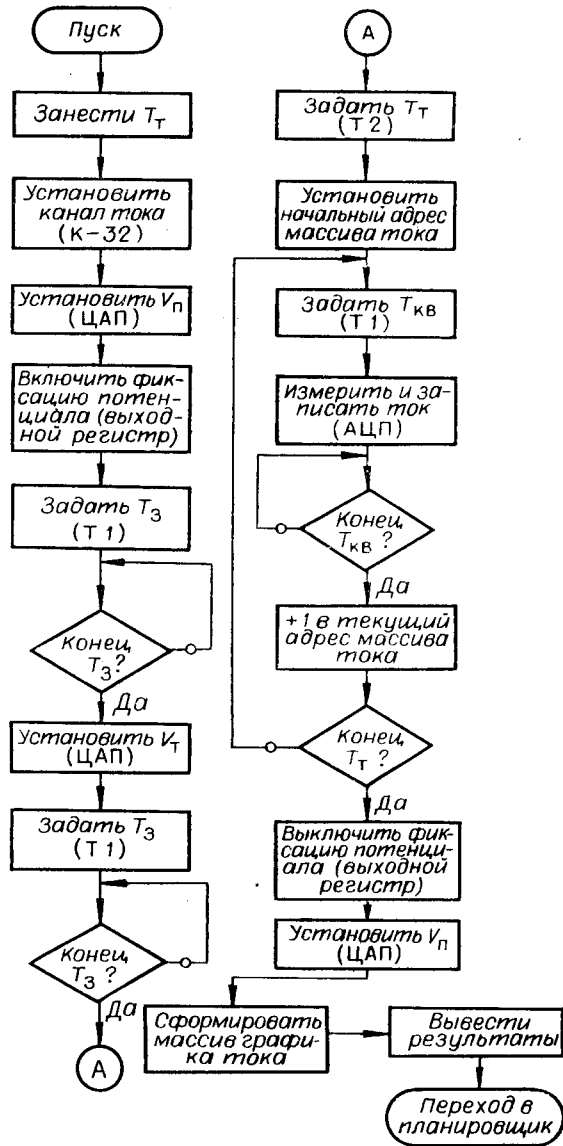 Пуск
Занести Tт
Установить
канал тока
(К-32)
Установить Vп
(ЦАП)
Включить фик-
сацию потен-
циала (выход-
ной регистр)
Задать Tз
(Т1)
Конец
Tз?
Да
Установить Vт
(ЦАП)
Задать Tз
(Т1)
Конец
Tз?
Да
А
А
Задать Tт
(Т2)
Установить
начальный адрес
массива тока
Задать Tкв
(Т1)
Измерить и за-
писать ток
(АЦП)
Конец
Tкв?
Да
+1 в текущий
адрес массива
тока
Конец
Tт?
Да
Выключить фик-
сацию потенци-
ала (выходной
регистр)
Установить Vп
(ЦАП)
Сформировать
массив графи-
ка тока
Вывести
результаты
Переход в
планировщик